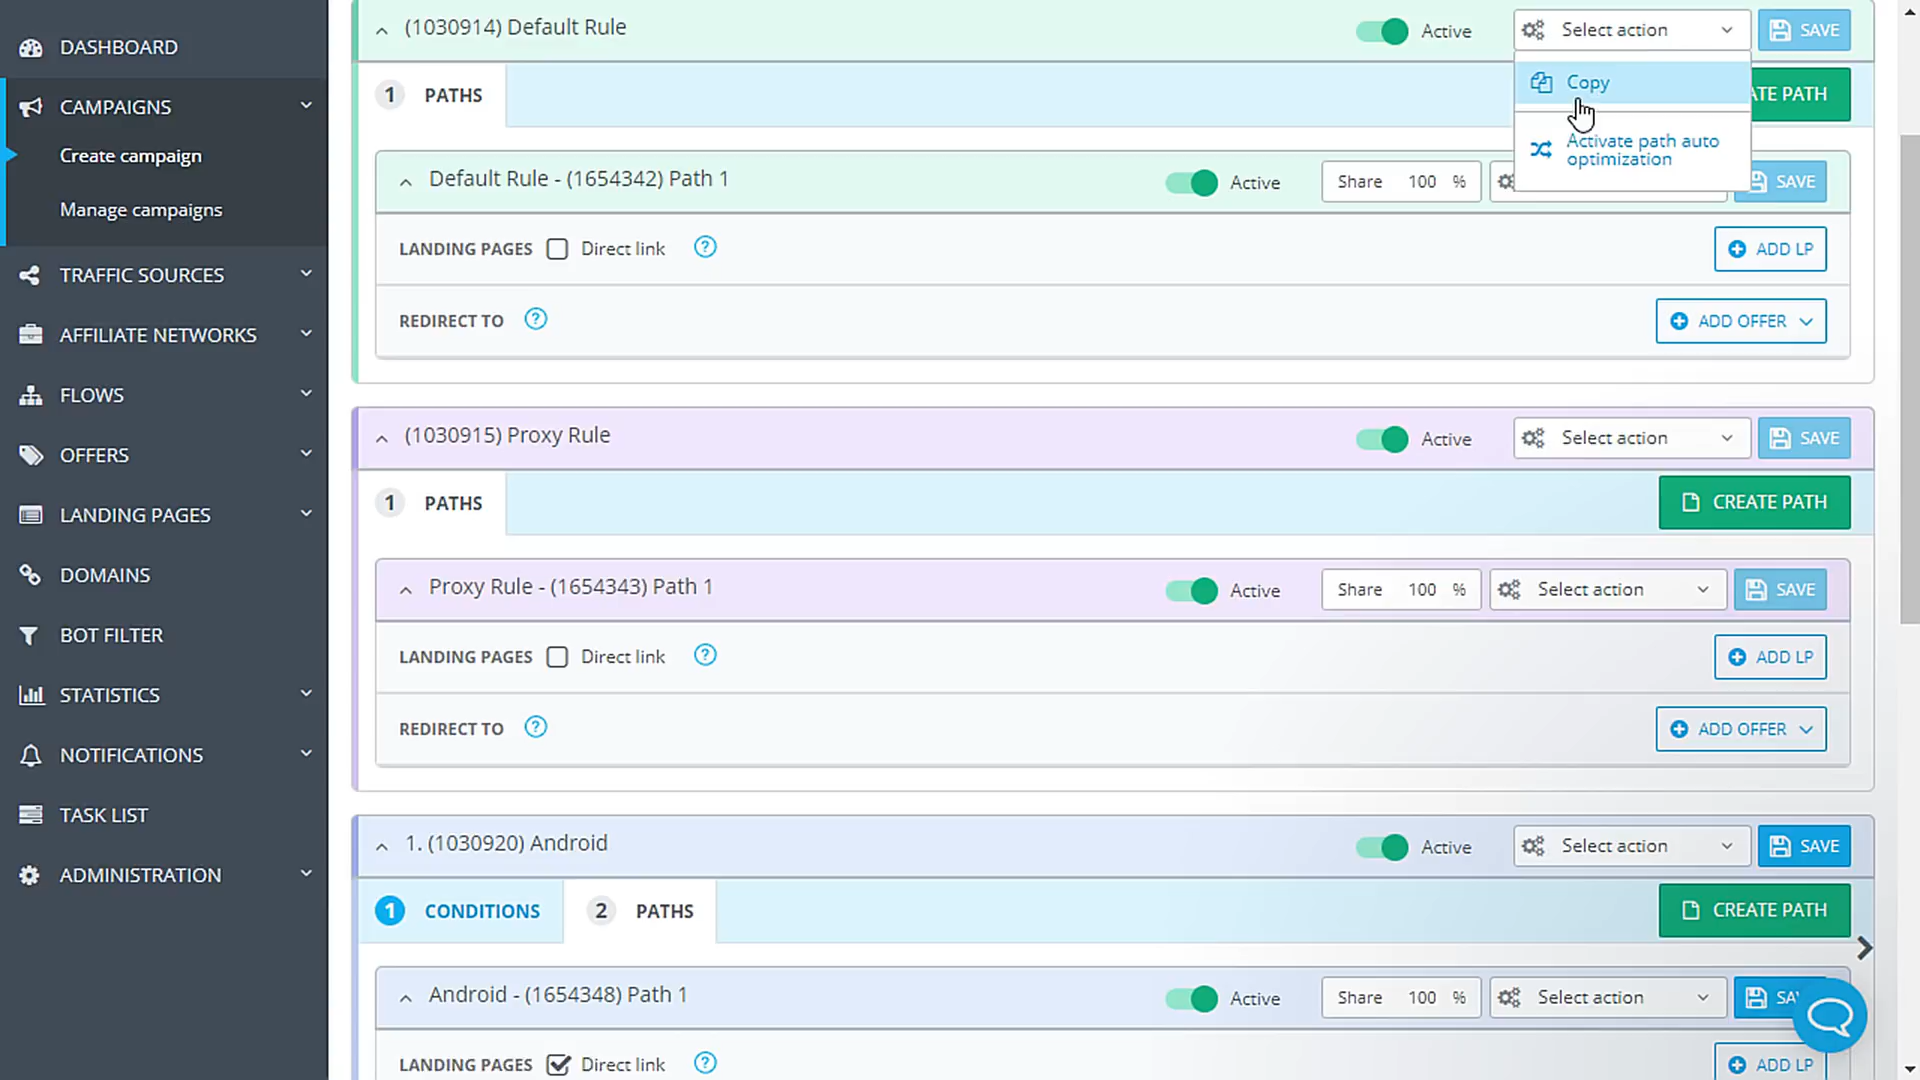 DASHBOARD
CAMPAIGNS
Create campaign
Manage campaigns
TRAFFIC SOURCES
AFFILIATE NETWORKS
FLOWS
OFFERS
LANDING PAGES
DOMAINS
BOT FILTER
STATISTICS
NOTIFICATIONS
TASK LIST
ADMINISTRATION
(1030914) Default Rule Active Select action SAVE
Copy
Activate path auto
optimization
1 PATHS ATE PATH
Default Rule - (1654342) Path 1 Active Share 100 % SAVE
LANDING PAGES Direct link ? ADD LP
REDIRECT TO ? ADD OFFER
(1030915) Proxy Rule Active Select action SAVE
1 PATHS CREATE PATH
Proxy Rule - (1654343) Path 1 Active Share 100 % Select action SAVE
LANDING PAGES Direct link ? ADD LP
REDIRECT TO ? ADD OFFER
1. (1030920) Android Active Select action SAVE
1 CONDITIONS 2 PATHS CREATE PATH
Android - (1654348) Path 1 Active Share 100 % Select action SA
LANDING PAGES Direct link ? ADD LP